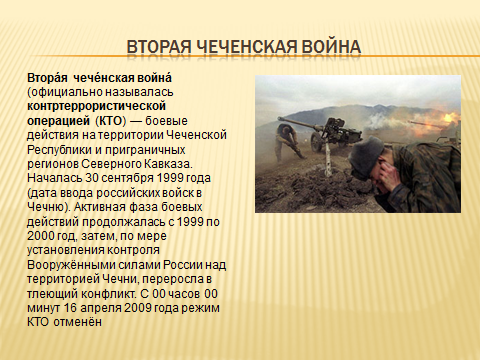 ВТОРАЯ ЧЕЧЕНСКАЯ ВОЙНА
Втора́я чече́нская война́
(официально называлась
контртеррористической
операцией (КТО) — боевые
действия на территории Чеченской
Республики и приграничных
регионов Северного Кавказа.
Началась 30 сентября 1999 года
(дата ввода российских войск в
Чечню). Активная фаза боевых
действий продолжалась с 1999 по
2000 год, затем, по мере
установления контроля
Вооружёнными силами России над
территорией Чечни, переросла в
тлеющий конфликт. С 00 часов 00
минут 16 апреля 2009 года режим
КТО отменён